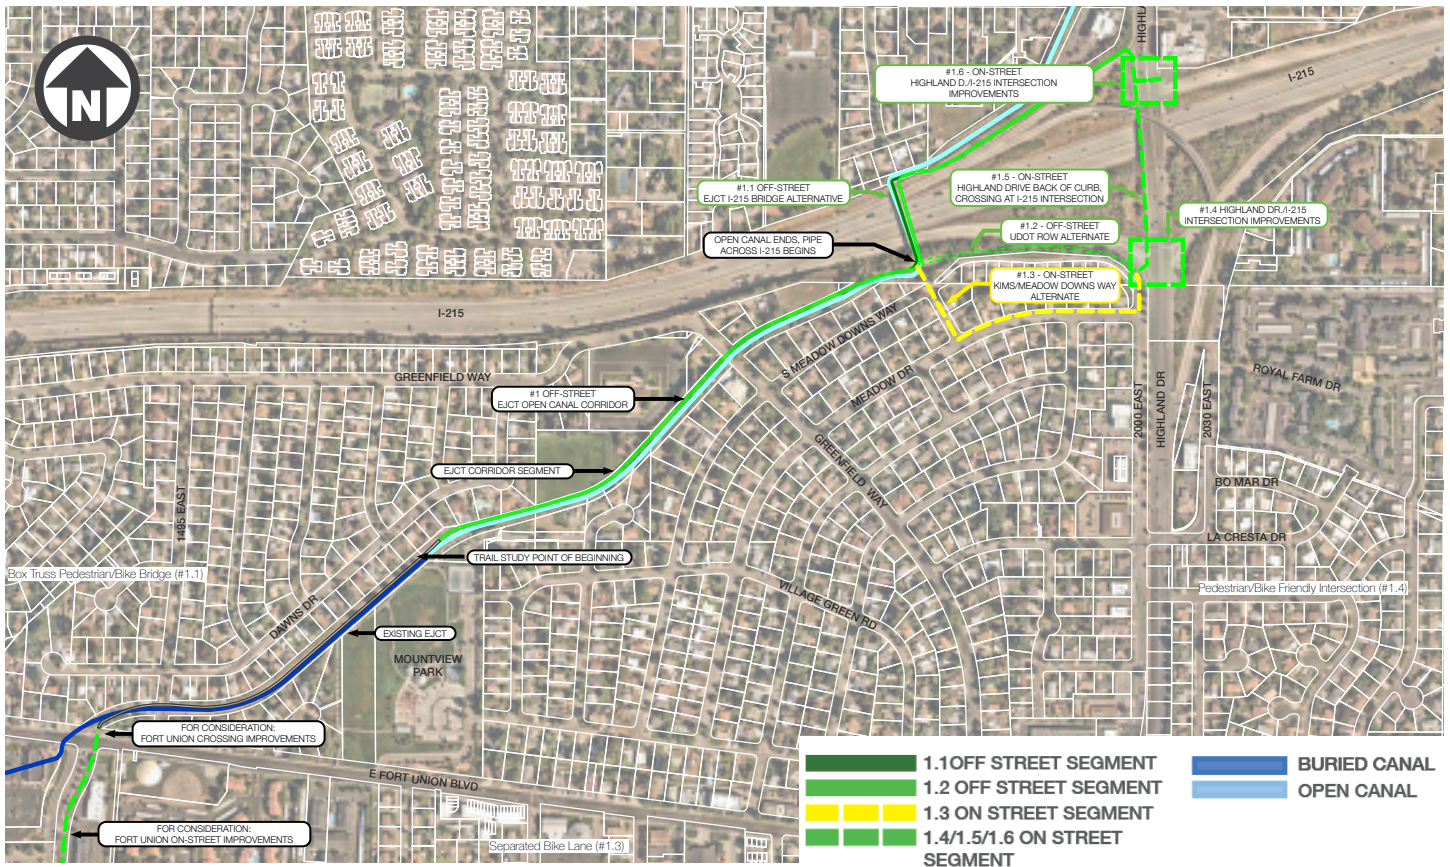 N
HIGHLA
#1.6 - ON-STREET
HIGHLAND D./I-215 INTERSECTION
IMPROVEMENTS
I-215
#1.1 OFF-STREET
EJCT I-215 BRIDGE ALTERNATIVE
#1.5 - ON-STREET
HIGHLAND DRIVE BACK OF CURB,
CROSSING AT I-215 INTERSECTION
#1.4 HIGHLAND DR./I-215
INTERSECTION IMPROVEMENTS
#1.2 - OFF-STREET
UDOT ROW ALTERNATE
OPEN CANAL ENDS, PIPE
ACROSS I-215 BEGINS
#1.3 - ON-STREET
KIMS/MEADOW DOWNS WAY
ALTERNATE
I-215
S MEADOW DOWNS WAY
MEADOW DR
GREENFIELD WAY
#1 OFF-STREET
EJCT OPEN CANAL CORRIDOR
ROYAL FARM DR
2000 EAST
HIGHLAND DR
2030 EAST
GREENFIELD WAY
EJCT CORRIDOR SEGMENT
BO MAR DR
1495 EAST
LA CRESTA DR
TRAIL STUDY POINT OF BEGINNING
Box Truss Pedestrian/Bike Bridge (#1.1)
Pedestrian/Bike Friendly Intersection (#1.4)
VILLAGE GREEN RD
DAWNS DR
EXISTING EJCT
MOUNTVIEW
PARK
FOR CONSIDERATION:
FORT UNION CROSSING IMPROVEMENTS
E FORT UNION BLVD
FOR CONSIDERATION:
FORT UNION ON-STREET IMPROVEMENTS
Separated Bike Lane (#1.3)
1.1OFF STREET SEGMENT
1.2 OFF STREET SEGMENT
1.3 ON STREET SEGMENT
1.4/1.5/1.6 ON STREET
SEGMENT
BURIED CANAL
OPEN CANAL